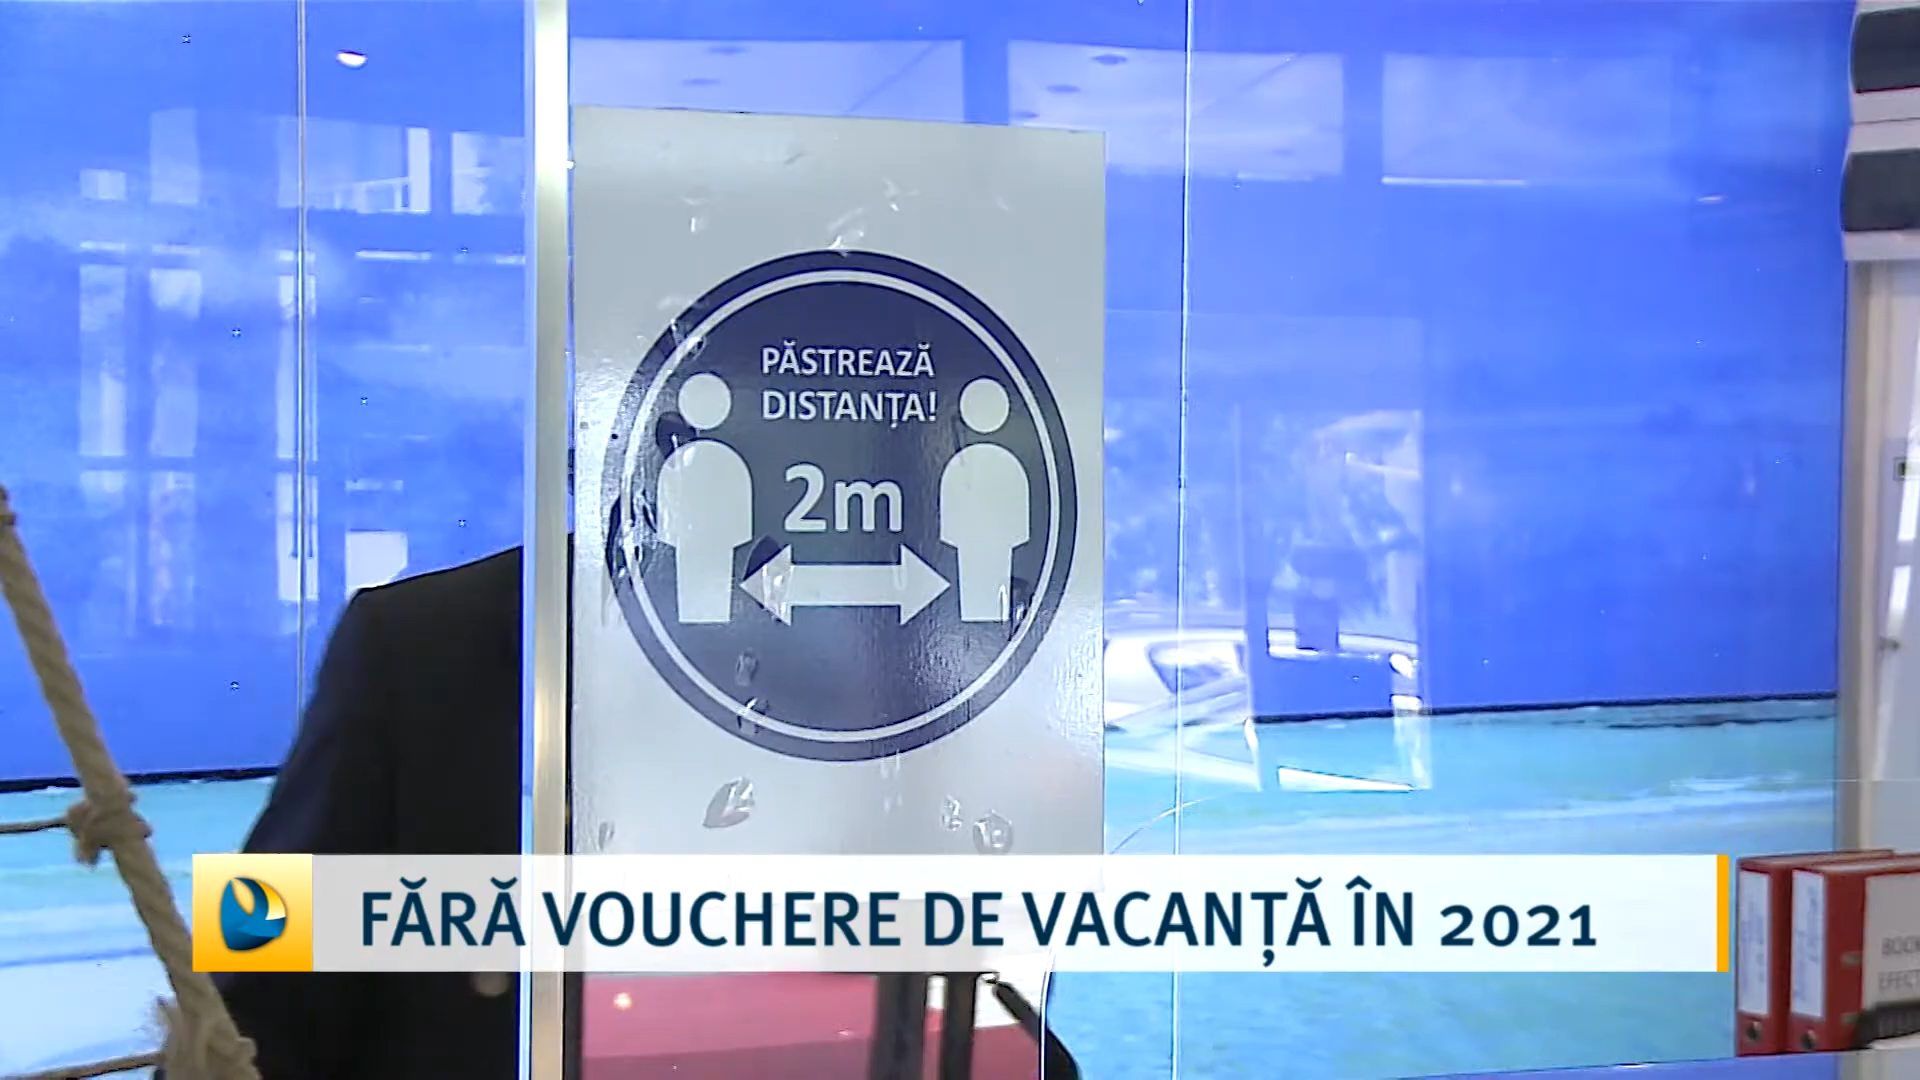 PĂSTREAZĂ
DISTANȚA!
2m
FĂRĂ VOUCHERE DE VACANȚĂ ÎN 2021